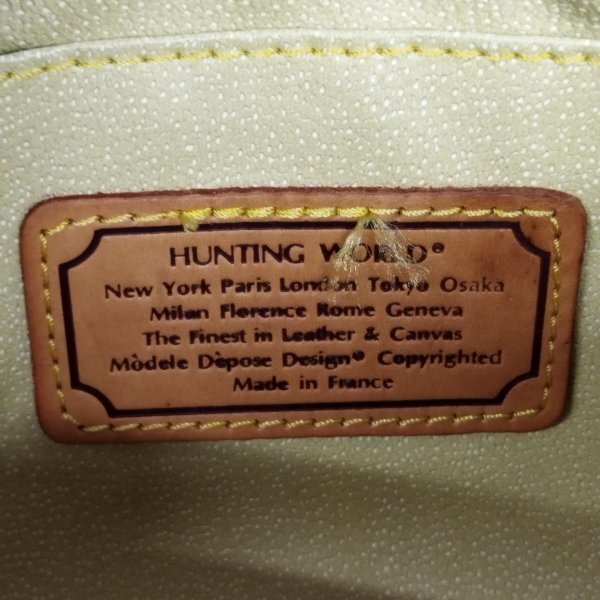 HUNTING WORLD®
New York Paris London Tokyo Osaka
Milan Florence Rome Geneva
The Finest in Leather & Canvas
Mòdele Dèpose Design® Copyrighted
Made in France